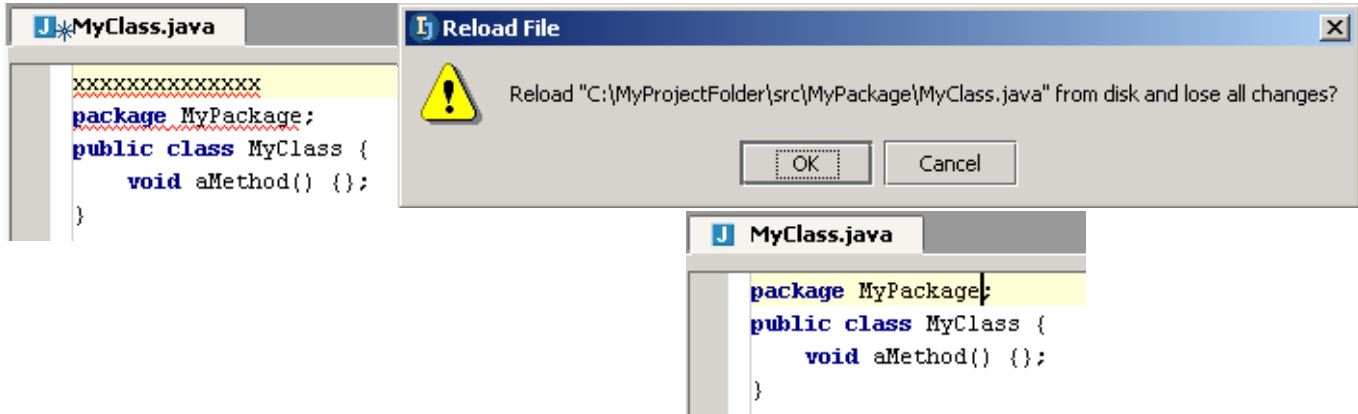 MyClass.java
xxxxxxxxxxxxxx
package MyPackage;
public class MyClass {
    void aMethod() {};
}
Reload File
Reload "C:\MyProjectFolder\src\MyPackage\MyClass.java" from disk and lose all changes?
OK
Cancel
MyClass.java
package MyPackage;
public class MyClass {
    void aMethod() {};
}